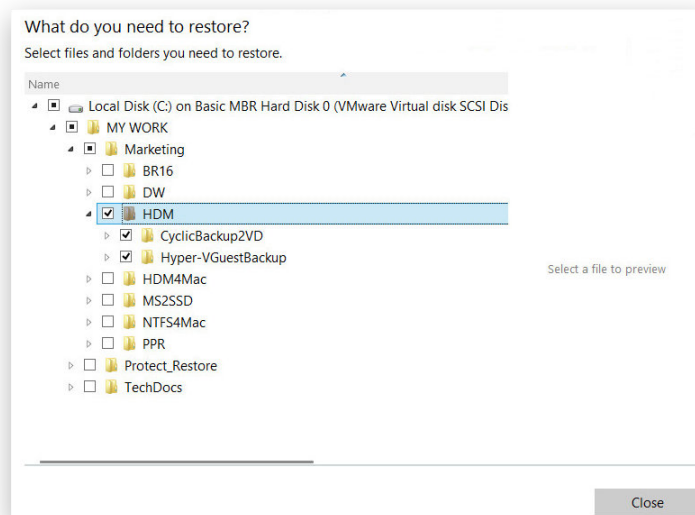 What do you need to restore?
Select files and folders you need to restore.
Name
Local Disk (C:) on Basic MBR Hard Disk 0 (VMware Virtual disk SCSI Dis
MY WORK
Marketing
BR16
DW
HDM
CyclicBackup2VD
Hyper-VGuestBackup
Select a file to preview
HDM4Mac
MS2SSD
NTFS4Mac
PPR
Protect_Restore
TechDocs
Close